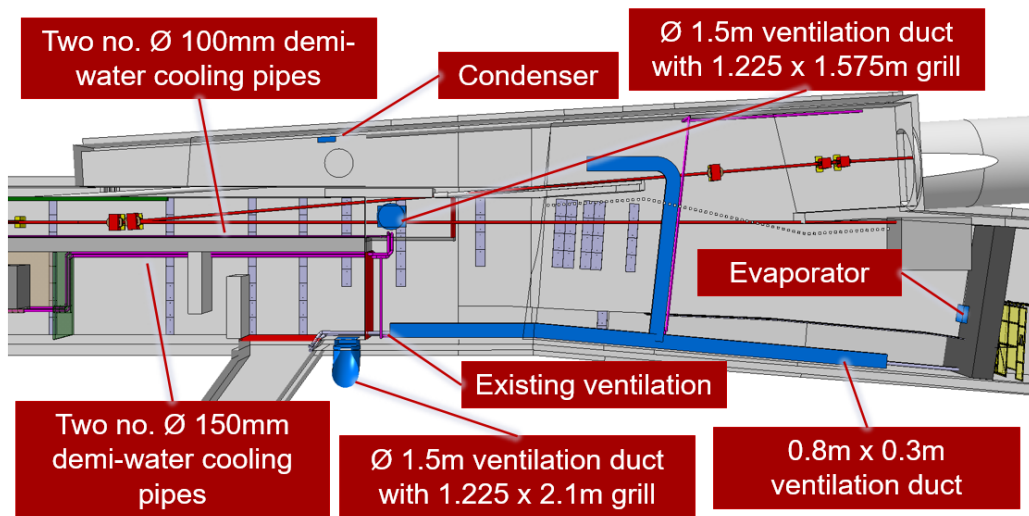 Two no. Ø 100mm demi-
water cooling pipes
Condenser
Ø 1.5m ventilation duct
with 1.225 x 1.575m grill
Evaporator
Existing ventilation
Two no. Ø 150mm
demi-water cooling
pipes
Ø 1.5m ventilation duct
with 1.225 x 2.1m grill
0.8m x 0.3m
ventilation duct